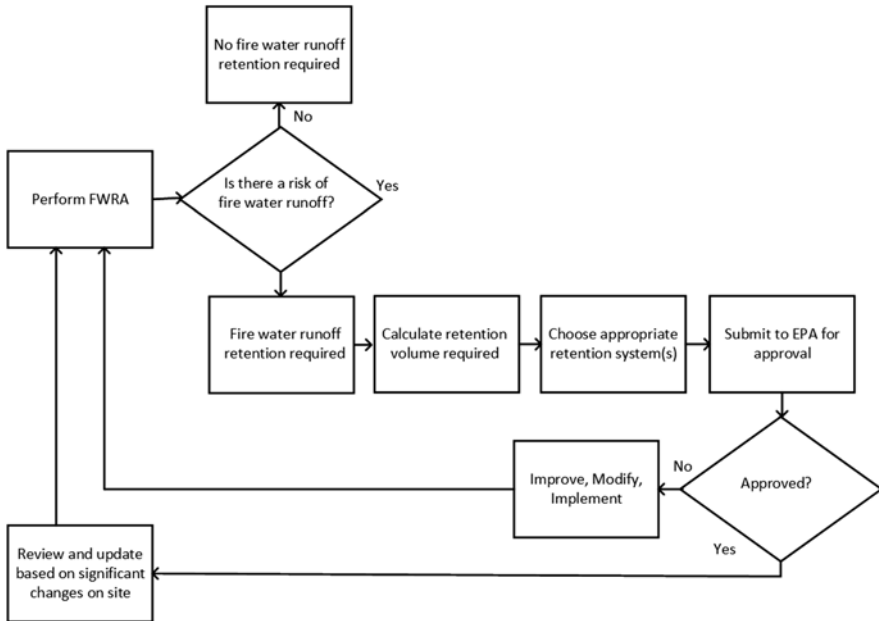 No fire water runoff
retention required
No
Perform FWRA
Is there a risk of
fire water runoff?
Yes
Fire water runoff
retention required
Calculate retention
volume required
Choose appropriate
retention system(s)
Submit to EPA for
approval
Improve, Modify,
Implement
No
Approved?
Yes
Review and update
based on significant
changes on site